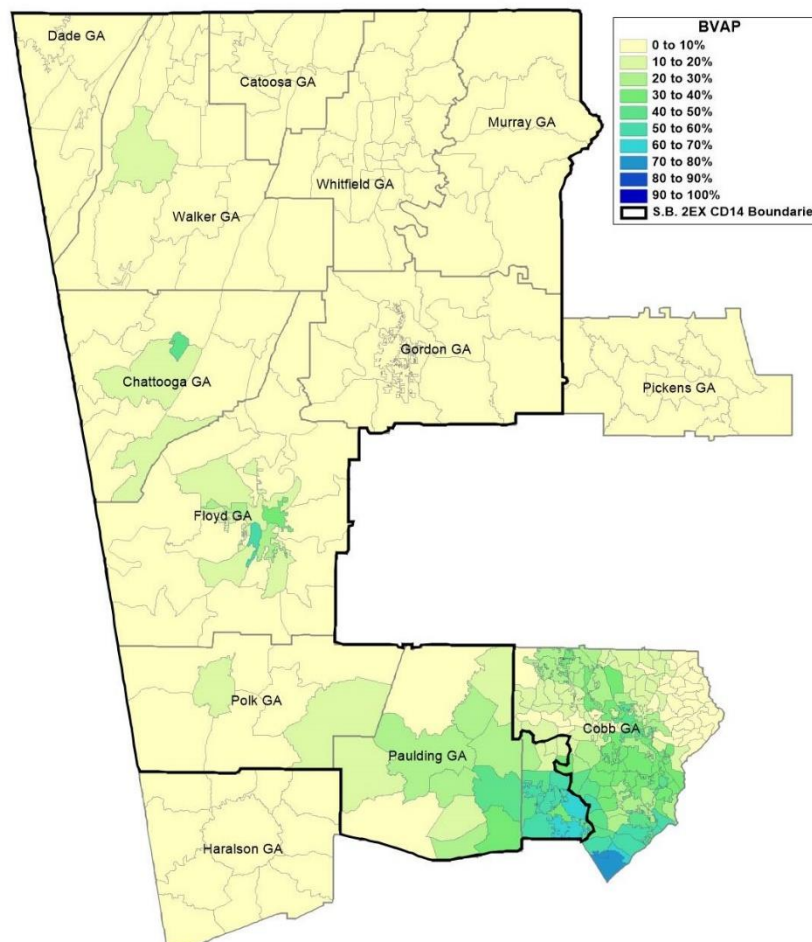 BVAP
0 to 10%
10 to 20%
20 to 30%
30 to 40%
40 to 50%
50 to 60%
60 to 70%
70 to 80%
80 to 90%
90 to 100%
S.B. 2EX CD14 Boundarie
Dade GA
Catoosa GA
Murray GA
Whitfield GA
Walker GA
Gordon GA
Chattooga GA
Pickens GA
Floyd GA
Polk GA
Cobb GA
Paulding GA
Haralson GA